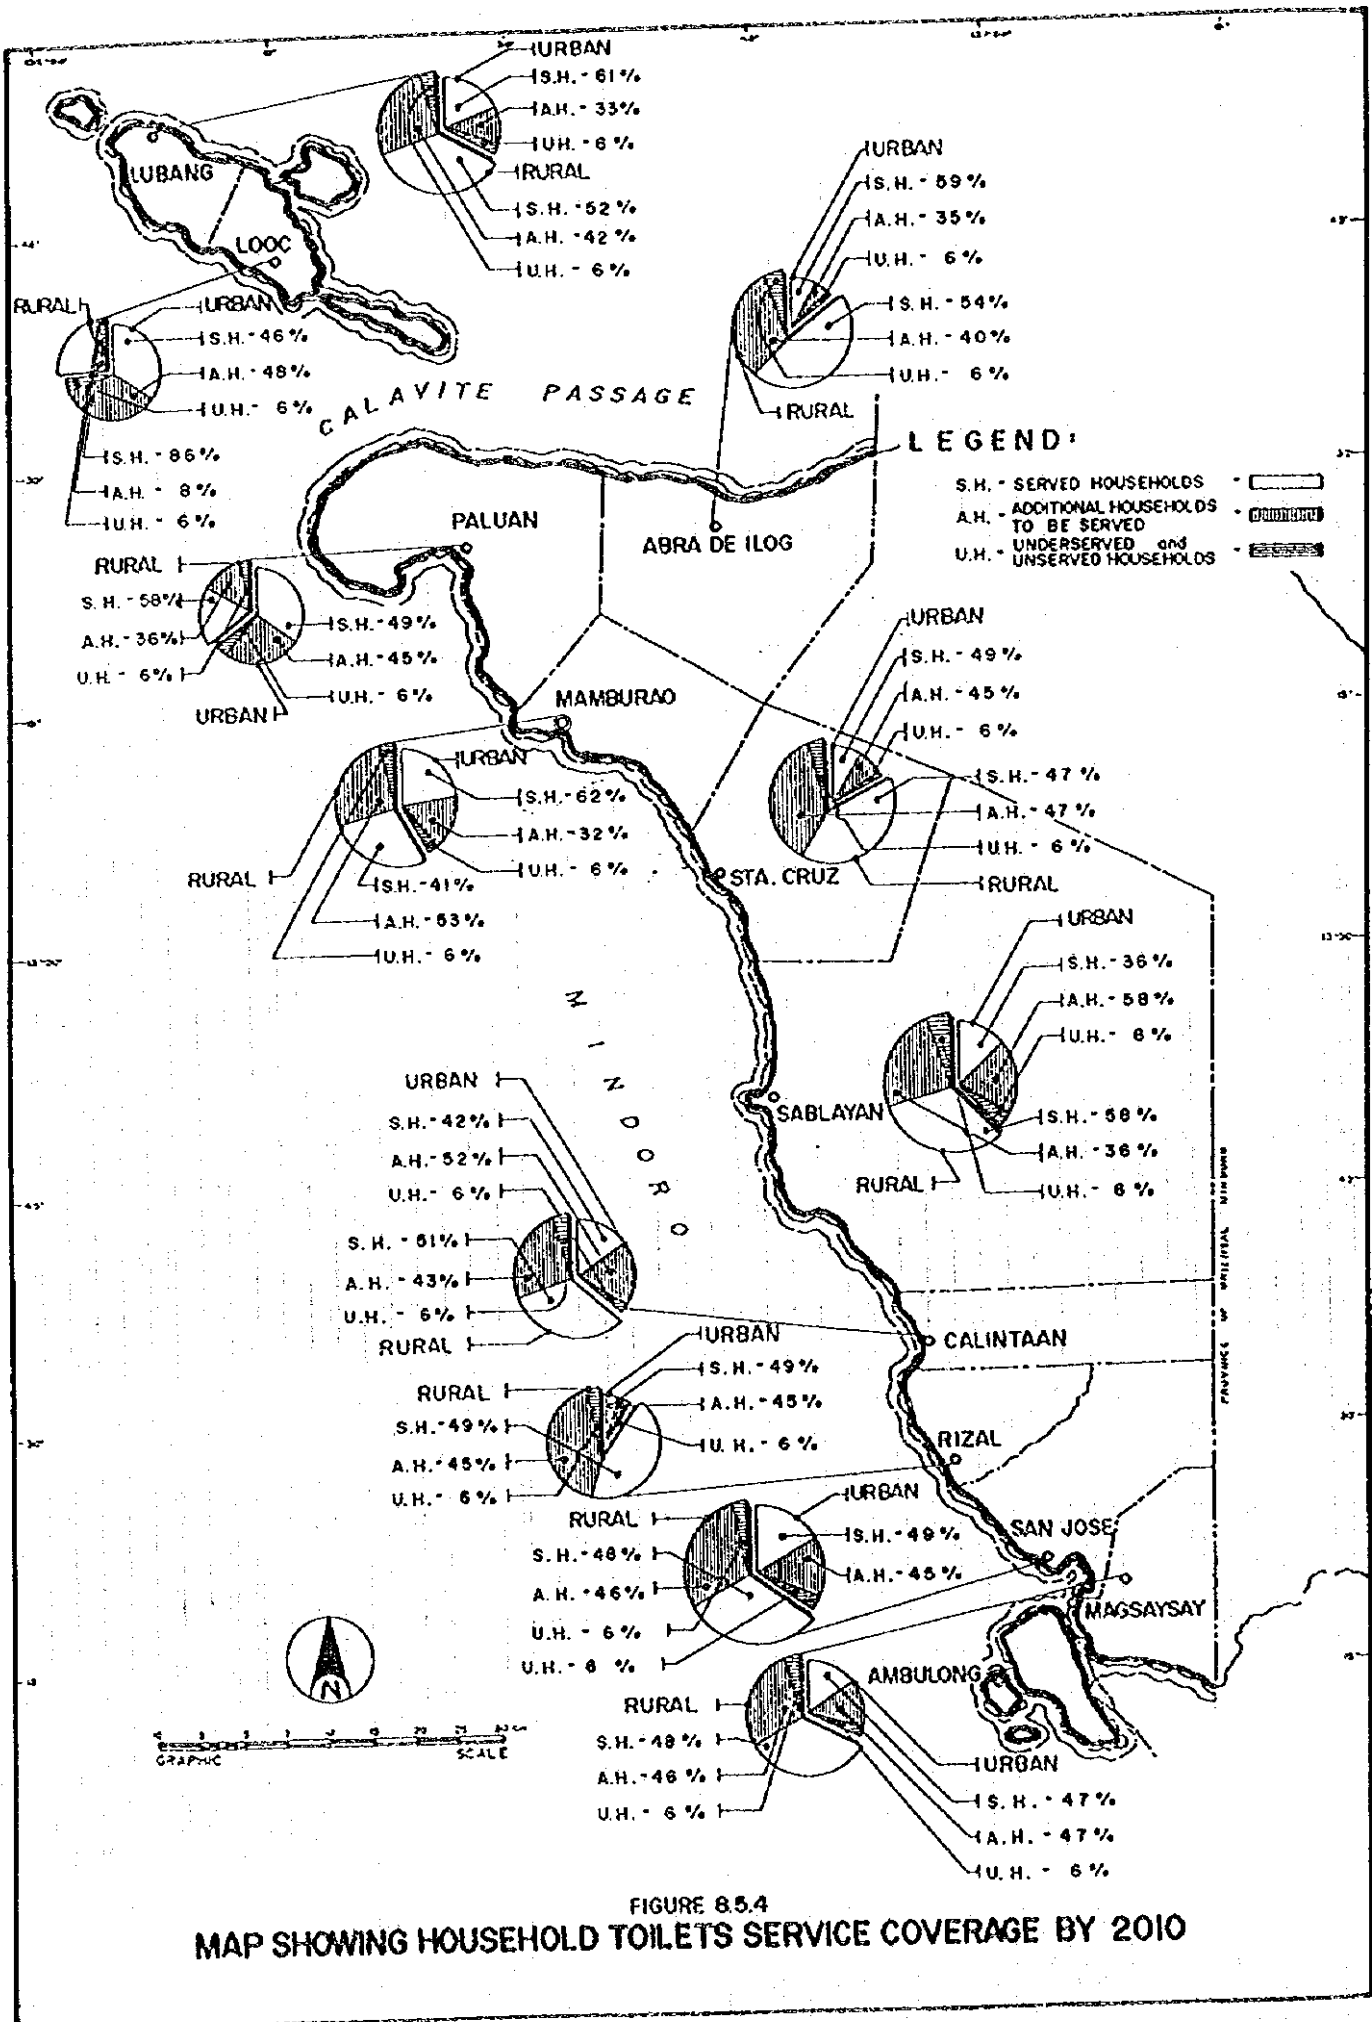 URBAN
S.H. - 61%
A.H. - 33%
U.H. - 6%
RURAL
S.H. - 52%
A.H. - 42%
U.H. - 6%
LUBANG
LOOC
RURAL
URBAN
S.H. - 46%
A.H. - 48%
U.H. - 6%
S.H. - 86%
A.H. - 8%
U.H. - 6%
URBAN
S.H. - 59%
A.H. - 35%
U.H. - 6%
S.H. - 54%
A.H. - 40%
U.H. - 6%
RURAL
CALAVITE PASSAGE
LEGEND:
S.H. - SERVED HOUSEHOLDS -
A.H. - ADDITIONAL HOUSEHOLDS
TO BE SERVED -
U.H. - UNDERSERVED and
UNSERVED HOUSEHOLDS -
PALUAN
ABRA DE ILOG
RURAL
S.H. - 58%
A.H. - 36%
U.H. - 6%
S.H. - 49%
A.H. - 45%
U.H. - 6%
URBAN
MAMBURAO
URBAN
S.H. - 62%
A.H. - 32%
U.H. - 6%
RURAL
S.H. - 41%
A.H. - 53%
U.H. - 6%
URBAN
S.H. - 49%
A.H. - 45%
U.H. - 6%
S.H. - 47%
A.H. - 47%
U.H. - 6%
RURAL
STA. CRUZ
MINDORO
URBAN
S.H. - 36%
A.H. - 58%
U.H. - 6%
S.H. - 58%
A.H. - 36%
U.H. - 6%
RURAL
SABLAYAN
URBAN
S.H. - 42%
A.H. - 52%
U.H. - 6%
S.H. - 51%
A.H. - 43%
U.H. - 6%
RURAL
CALINTAAN
URBAN
S.H. - 49%
A.H. - 45%
U.H. - 6%
RURAL
S.H. - 49%
A.H. - 45%
U.H. - 6%
RIZAL
URBAN
S.H. - 49%
A.H. - 45%
RURAL
S.H. - 48%
A.H. - 46%
U.H. - 6%
U.H. - 6 %
SAN JOSE
MAGSAYSAY
AMBULONG
RURAL
S.H. - 48%
A.H. - 46%
U.H. - 6%
URBAN
S.H. - 47%
A.H. - 47%
U.H. - 6%
PROVINCE OF ORIENTAL MINDORO
N
GRAPHIC SCALE
FIGURE 8.5.4
MAP SHOWING HOUSEHOLD TOILETS SERVICE COVERAGE BY 2010